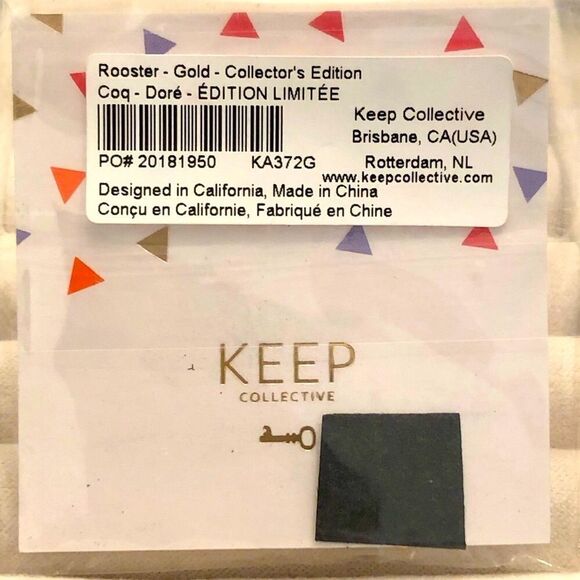 Rooster - Gold - Collector's Edition
Coq - Doré - ÉDITION LIMITÉE
Keep Collective
Brisbane, CA(USA)
PO# 20181950 KA372G Rotterdam, NL
www.keepcollective.com
Designed in California, Made in China
Conçu en Californie, Fabriqué en Chine
KEEP
COLLECTIVE